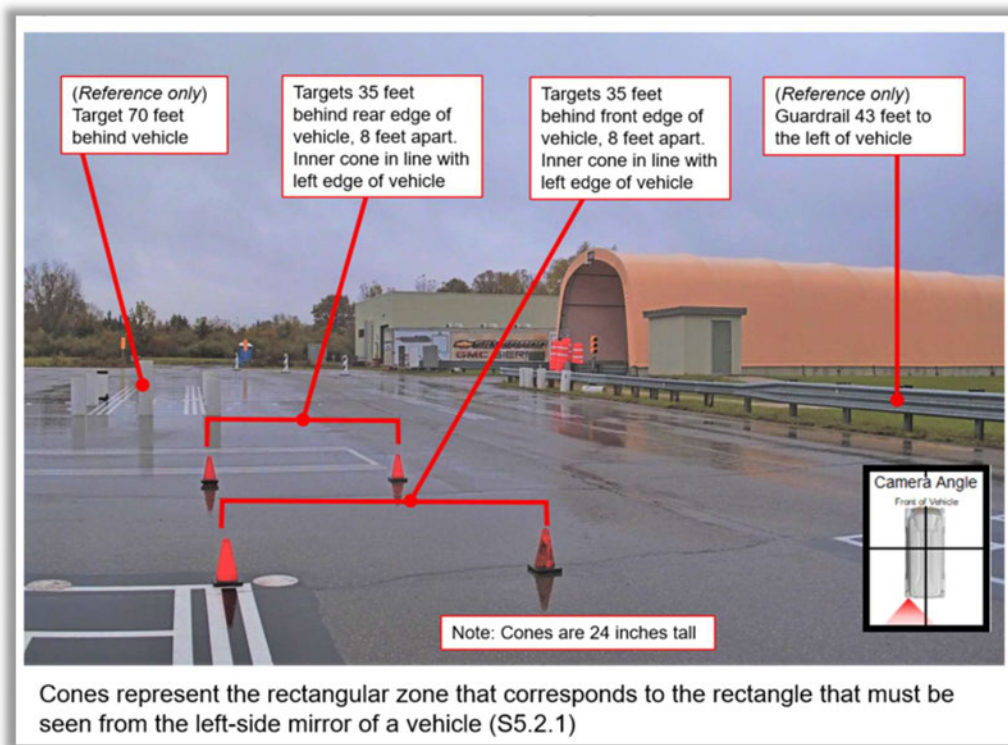 (Reference only)
Target 70 feet
behind vehicle
Targets 35 feet
behind rear edge of
vehicle, 8 feet apart.
Inner cone in line with
left edge of vehicle
Targets 35 feet
behind front edge of
vehicle, 8 feet apart.
Inner cone in line with
left edge of vehicle
(Reference only)
Guardrail 43 feet to
the left of vehicle
GMC
Camera Angle
Front of Vehicle
Note: Cones are 24 inches tall
Cones represent the rectangular zone that corresponds to the rectangle that must be
seen from the left-side mirror of a vehicle (S5.2.1)